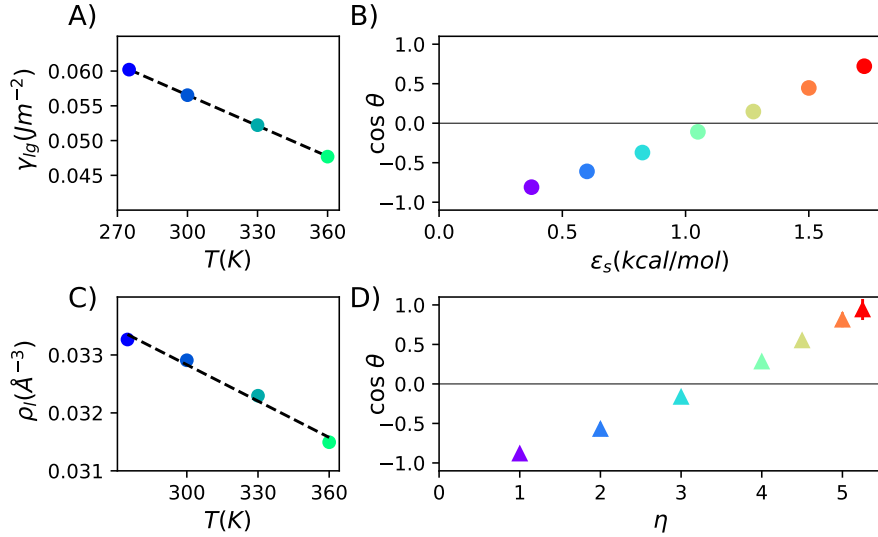 A)
γlg(Jm−2)
0.060
0.055
0.050
0.045
270
300
330
360
T(K)
B)
cos θ
1.0
0.5
0.0
−0.5
−1.0
0.0
0.5
1.0
1.5
εs(kcal/mol)
C)
ρl(Å−3)
0.033
0.032
0.031
300
330
360
T(K)
D)
cos θ
1.0
0.5
0.0
−0.5
−1.0
0
1
2
3
4
5
η